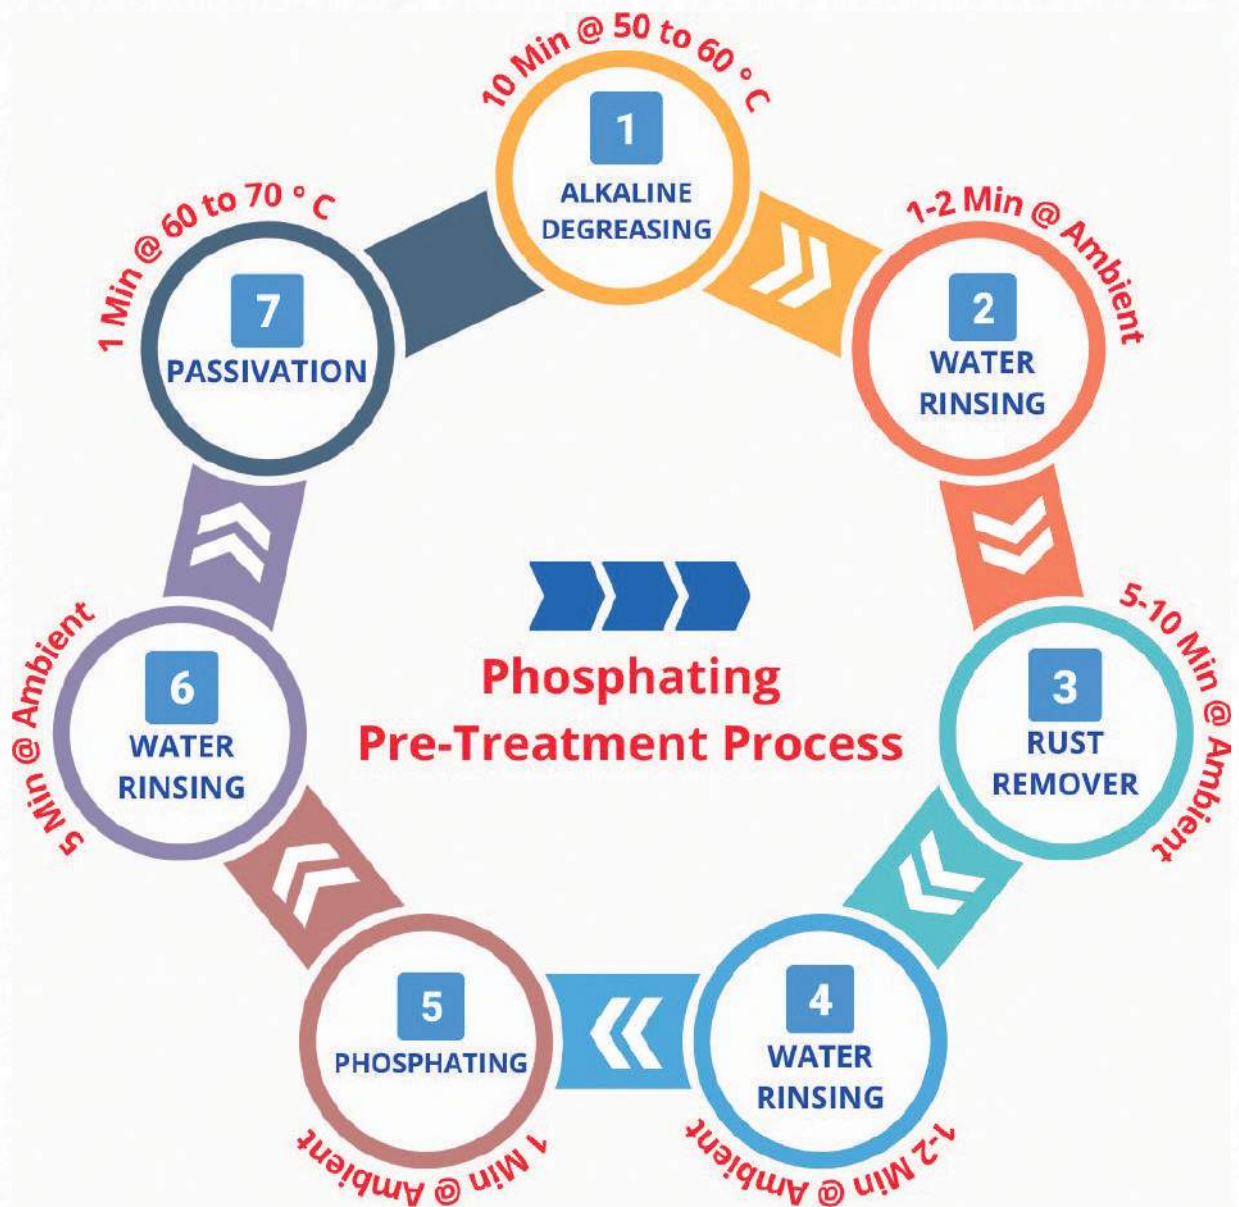 10 Min @ 50 to 60 ° C
1
ALKALINE
DEGREASING
1-2 Min @ Ambient
2
WATER
RINSING
5-10 Min @ Ambient
3
RUST
REMOVER
1-2 Min @ Ambient
4
WATER
RINSING
1 Min @ Ambient
5
PHOSPHATING
5 Min @ Ambient
6
WATER
RINSING
1 Min @ 60 to 70 ° C
7
PASSIVATION
Phosphating
Pre-Treatment Process